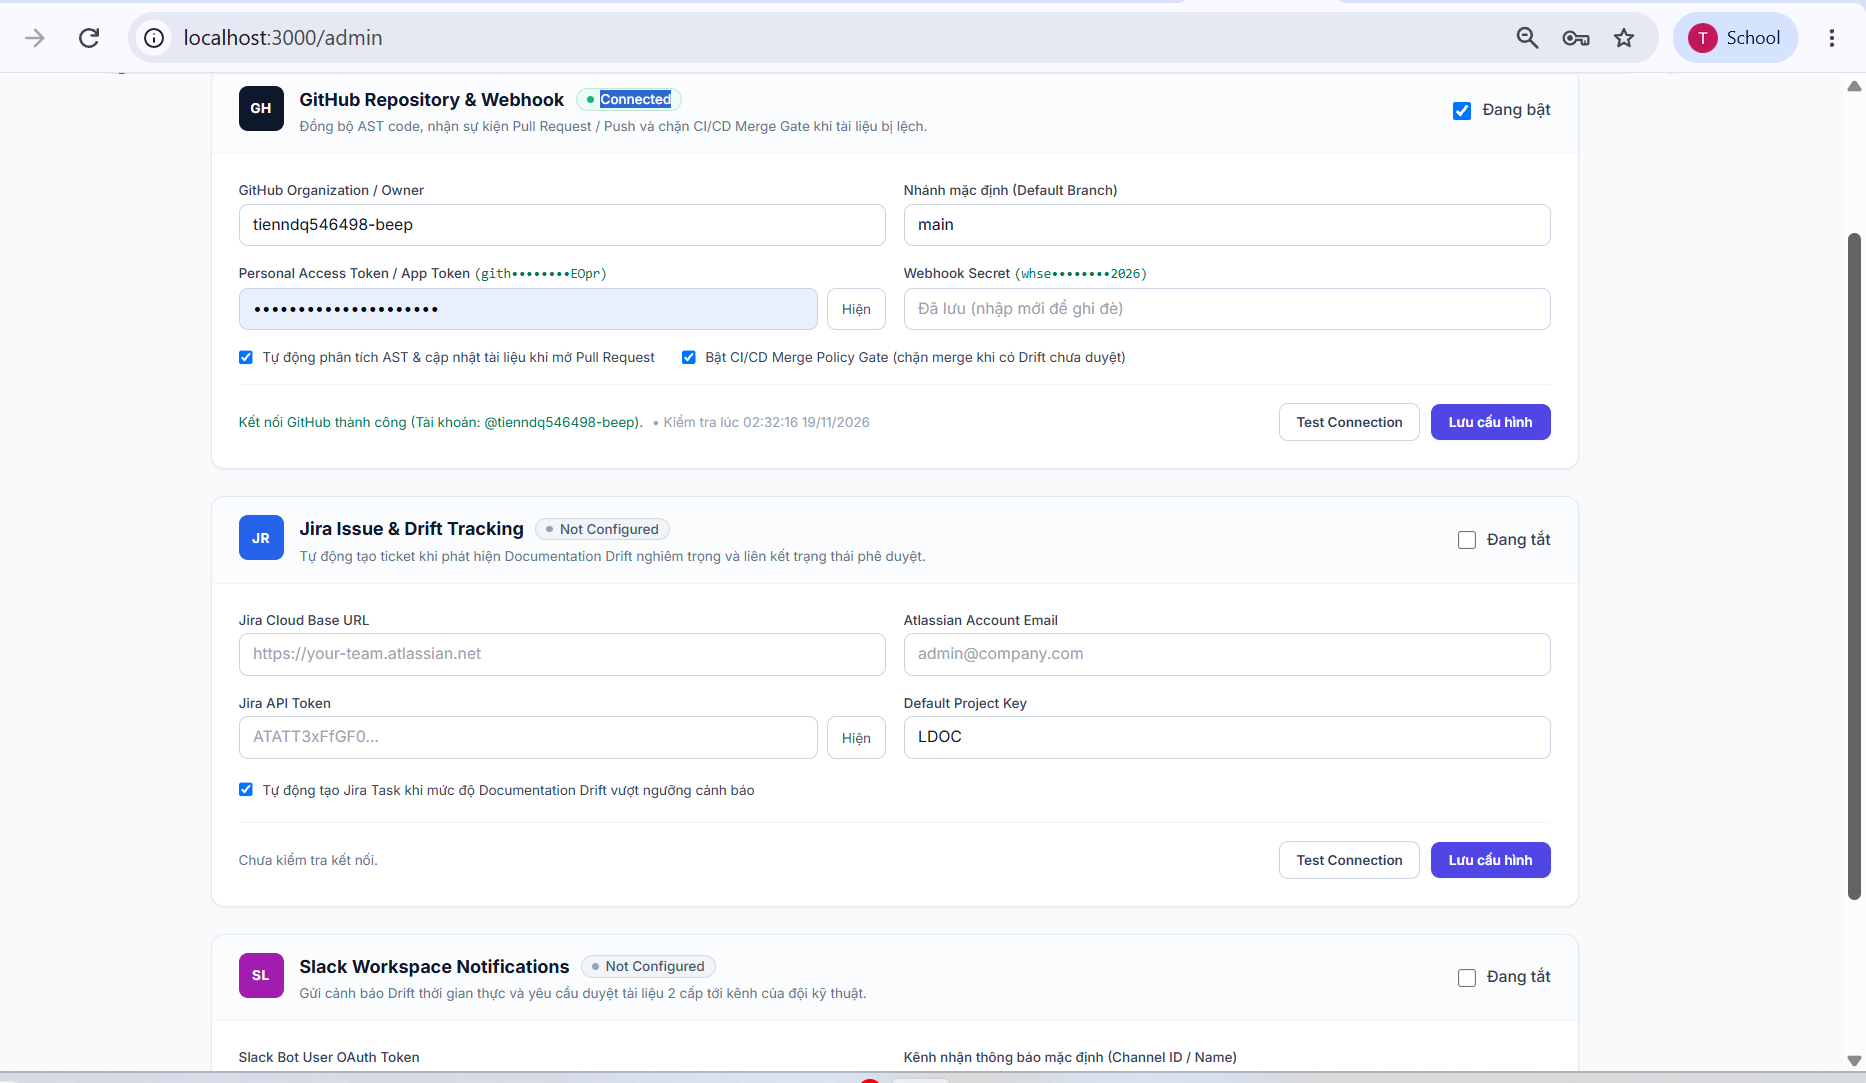 localhost:3000/admin
T School
GH
GitHub Repository & Webhook
Connected
Đồng bộ AST code, nhận sự kiện Pull Request / Push và chặn CI/CD Merge Gate khi tài liệu bị lệch.
Đang bật
GitHub Organization / Owner
tienndq546498-beep
Nhánh mặc định (Default Branch)
main
Personal Access Token / App Token (gith••••••••EOpr)
•••••••••••••••••••••
Hiện
Webhook Secret (whse••••••••2026)
Đã lưu (nhập mới để ghi đè)
Tự động phân tích AST & cập nhật tài liệu khi mở Pull Request
Bật CI/CD Merge Policy Gate (chặn merge khi có Drift chưa duyệt)
Kết nối GitHub thành công (Tài khoản: @tienndq546498-beep). • Kiểm tra lúc 02:32:16 19/11/2026
Test Connection
Lưu cấu hình
JR
Jira Issue & Drift Tracking
Not Configured
Tự động tạo ticket khi phát hiện Documentation Drift nghiêm trọng và liên kết trạng thái phê duyệt.
Đang tắt
Jira Cloud Base URL
https://your-team.atlassian.net
Atlassian Account Email
admin@company.com
Jira API Token
ATATT3xFfGF0...
Hiện
Default Project Key
LDOC
Tự động tạo Jira Task khi mức độ Documentation Drift vượt ngưỡng cảnh báo
Chưa kiểm tra kết nối.
Test Connection
Lưu cấu hình
SL
Slack Workspace Notifications
Not Configured
Gửi cảnh báo Drift thời gian thực và yêu cầu duyệt tài liệu 2 cấp tới kênh của đội kỹ thuật.
Đang tắt
Slack Bot User OAuth Token
Kênh nhận thông báo mặc định (Channel ID / Name)